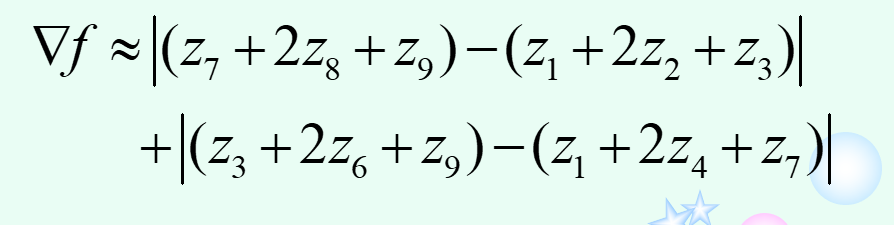 ∇f ≈ |(z₇ + 2z₈ + z₉) − (z₁ + 2z₂ + z₃)|
+ |(z₃ + 2z₆ + z₉) − (z₁ + 2z₄ + z₇)|